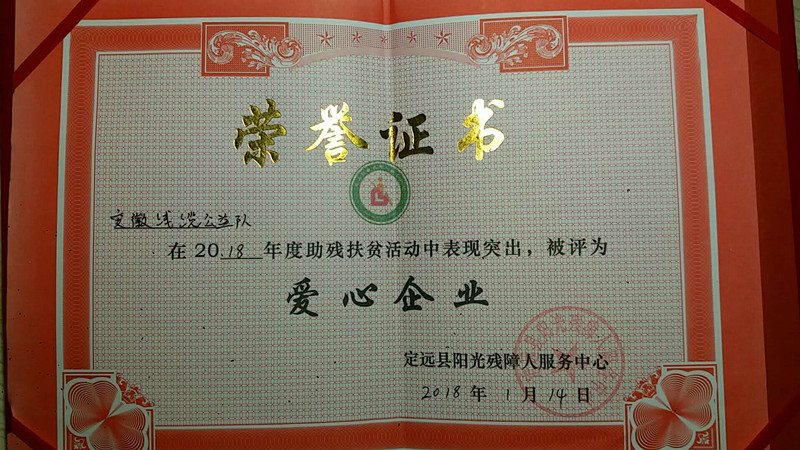 荣誉证书
安徽线缆公益队
在2018年度助残扶贫活动中表现突出，被评为
爱心企业
定远县阳光残障人服务中心
2018年1月14日